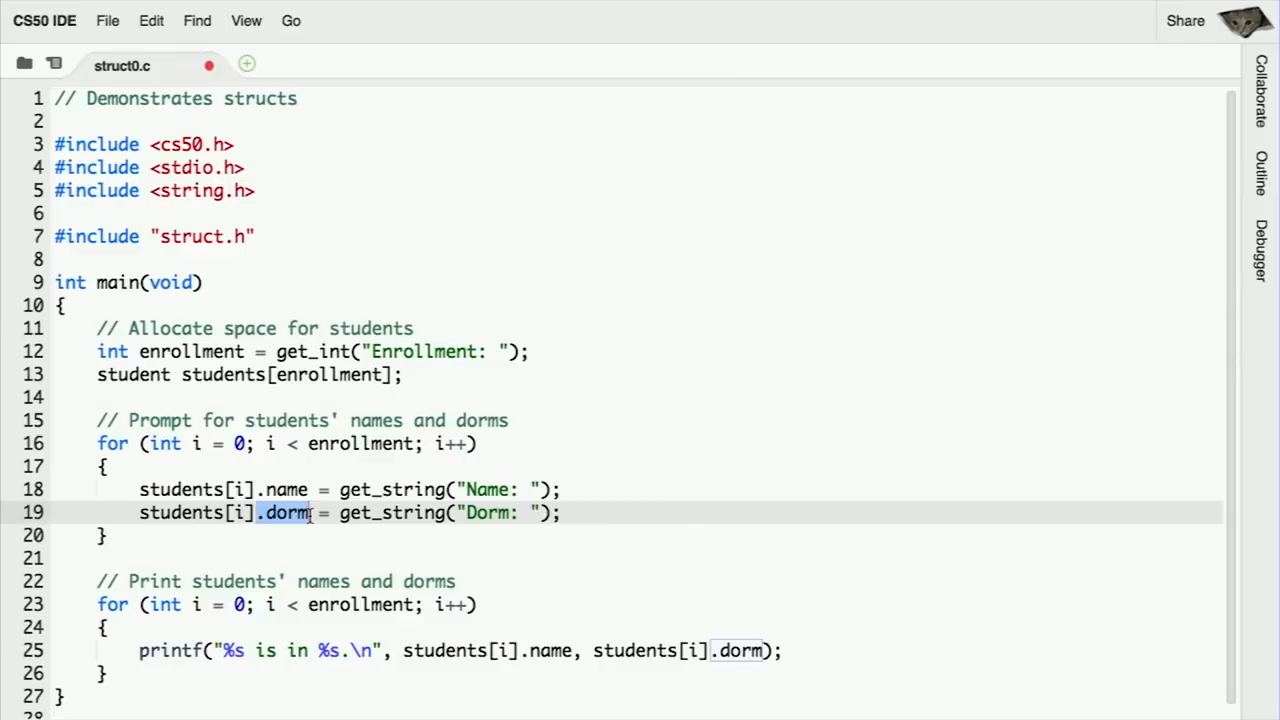 CS50 IDE File Edit Find View Go Share
struct0.c
1 // Demonstrates structs
2
3 #include <cs50.h>
4 #include <stdio.h>
5 #include <string.h>
6
7 #include "struct.h"
8
9 int main(void)
10 {
11     // Allocate space for students
12     int enrollment = get_int("Enrollment: ");
13     student students[enrollment];
14
15     // Prompt for students' names and dorms
16     for (int i = 0; i < enrollment; i++)
17     {
18         students[i].name = get_string("Name: ");
19         students[i].dorm = get_string("Dorm: ");
20     }
21
22     // Print students' names and dorms
23     for (int i = 0; i < enrollment; i++)
24     {
25         printf("%s is in %s.\n", students[i].name, students[i].dorm);
26     }
27 }
28
Collaborate
Outline
Debugger